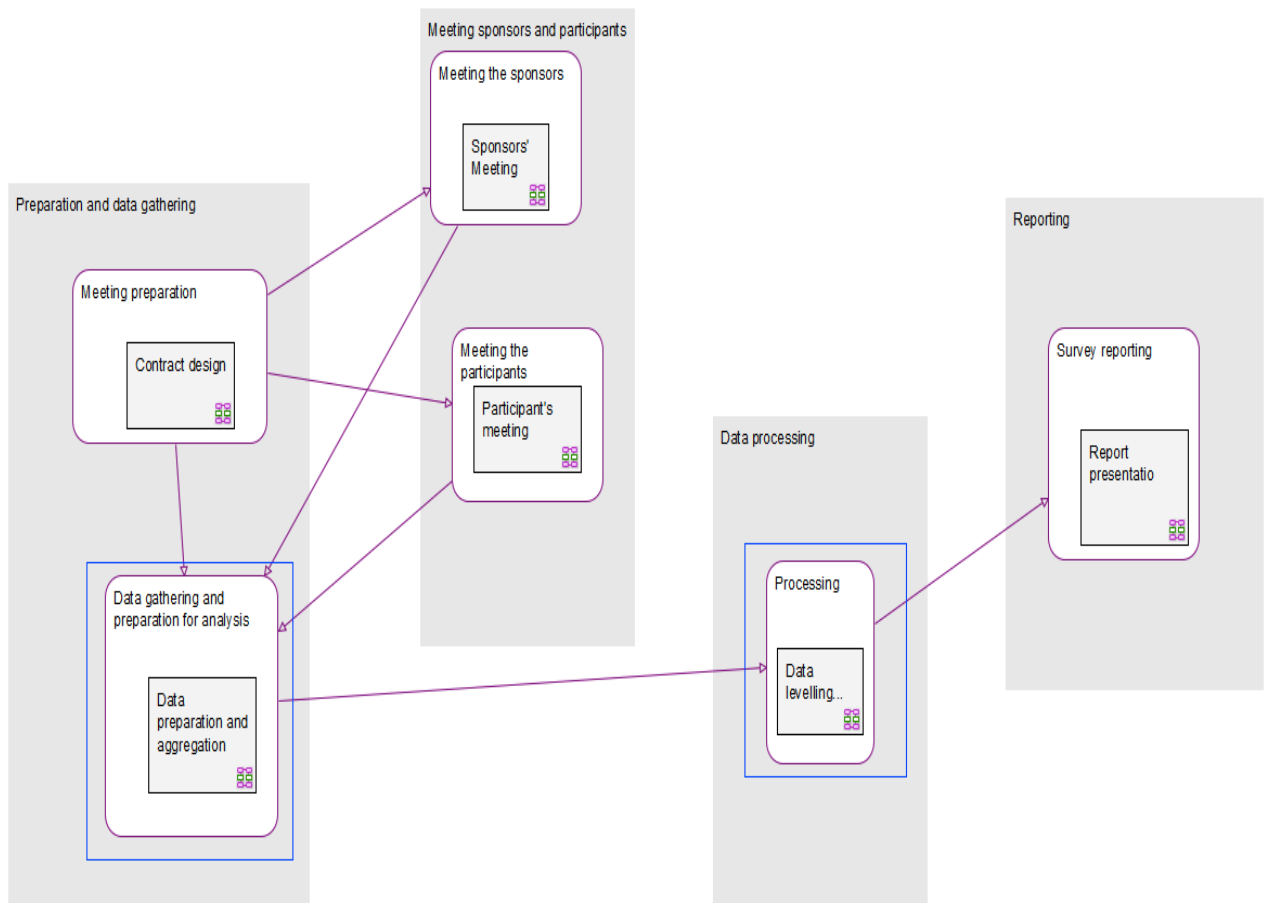 Meeting sponsors and participants
Meeting the sponsors
Sponsors'
Meeting
Preparation and data gathering
Meeting preparation
Contract design
Meeting the
participants
Participant's
meeting
Data gathering and
preparation for analysis
Data
preparation and
aggregation
Data processing
Processing
Data
levelling...
Reporting
Survey reporting
Report
presentatio